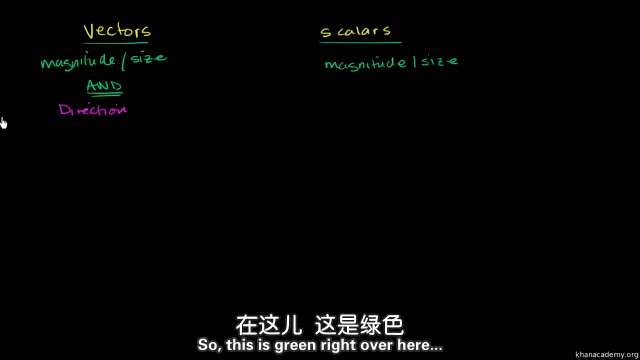 Vectors
magnitude / size
AND
Direction
scalars
magnitude / size
在这儿 这是绿色
So, this is green right over here...
khanacademy.org